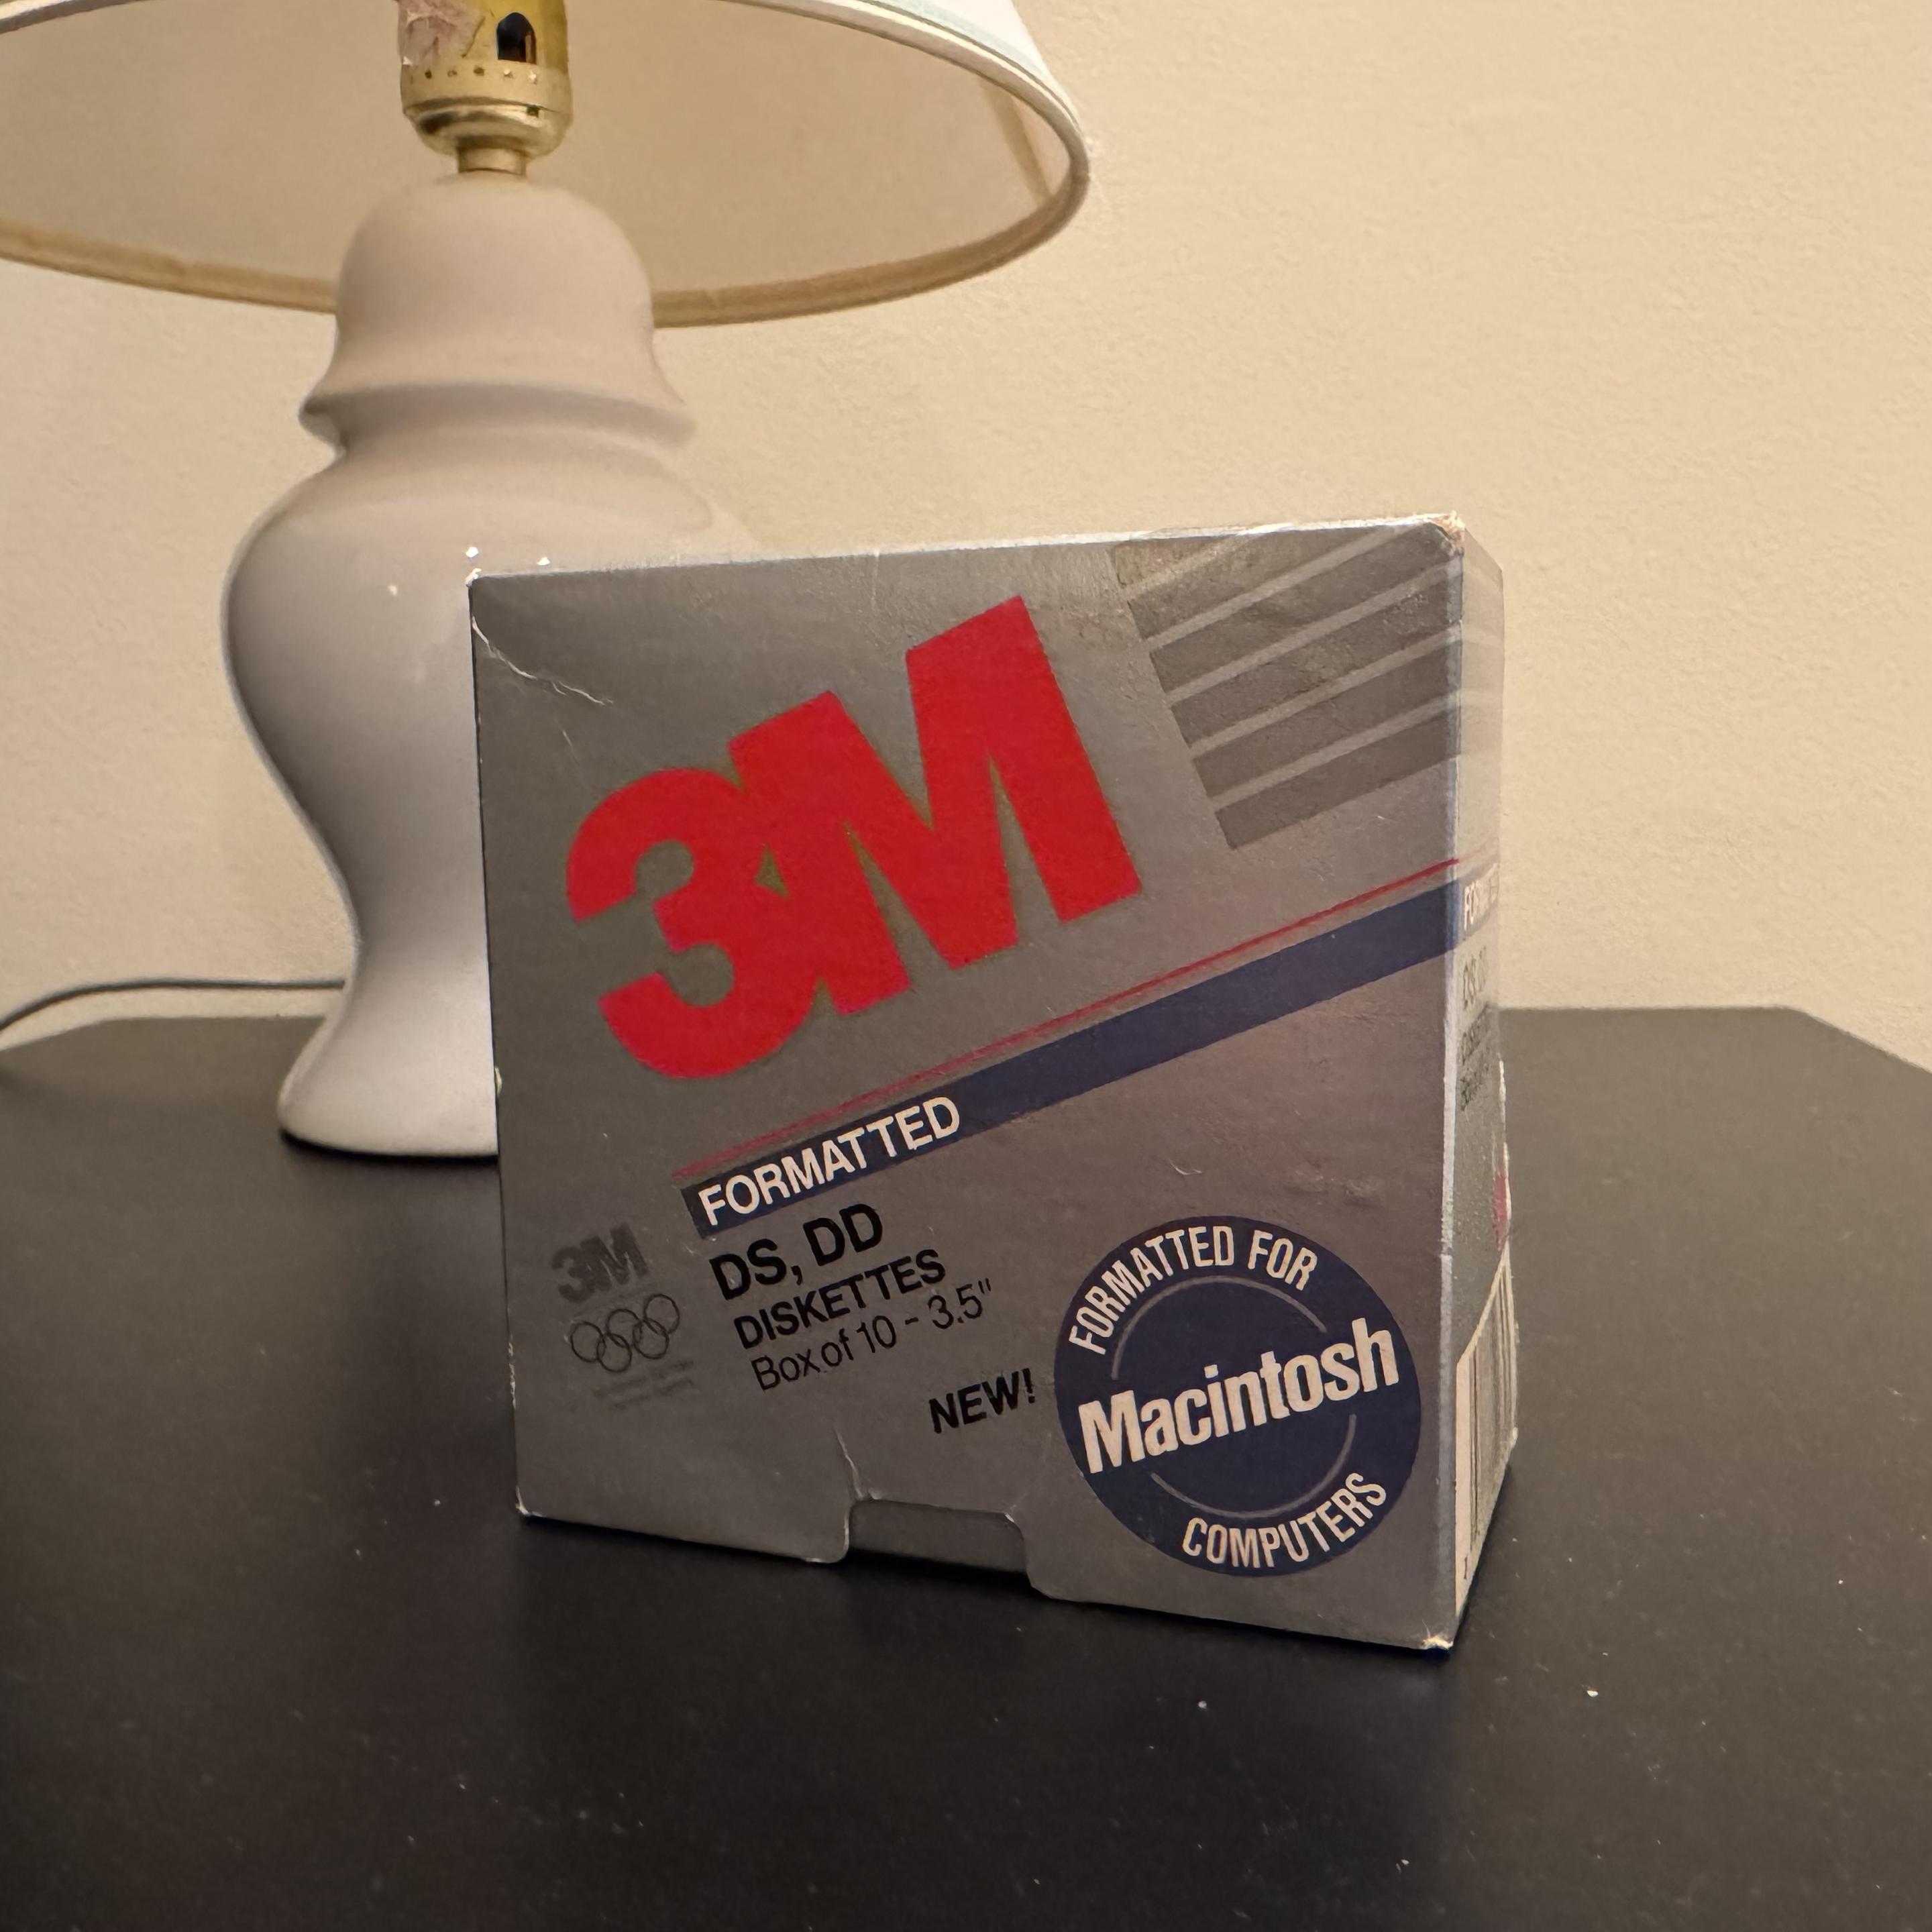 3M
FORMATTED
DS, DD
DISKETTES
Box of 10 - 3.5"
3M
NEW!
FORMATTED FOR
Macintosh
COMPUTERS